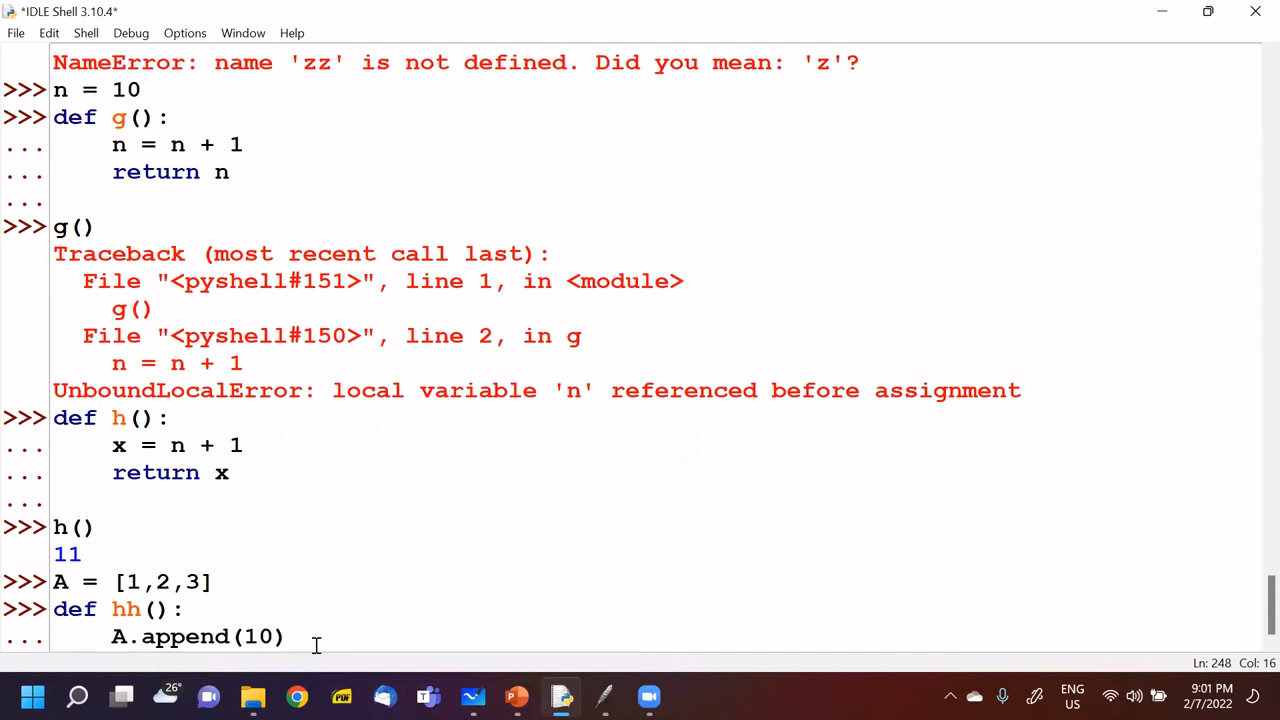 *IDLE Shell 3.10.4*
File Edit Shell Debug Options Window Help
NameError: name 'zz' is not defined. Did you mean: 'z'?
>>> n = 10
>>> def g():
... n = n + 1
... return n
...
>>> g()
Traceback (most recent call last):
File "<pyshell#151>", line 1, in <module>
g()
File "<pyshell#150>", line 2, in g
n = n + 1
UnboundLocalError: local variable 'n' referenced before assignment
>>> def h():
... x = n + 1
... return x
...
>>> h()
11
>>> A = [1,2,3]
>>> def hh():
... A.append(10)
Ln: 248 Col: 16
26°
PDF
ENG
US
9:01 PM
2/7/2022